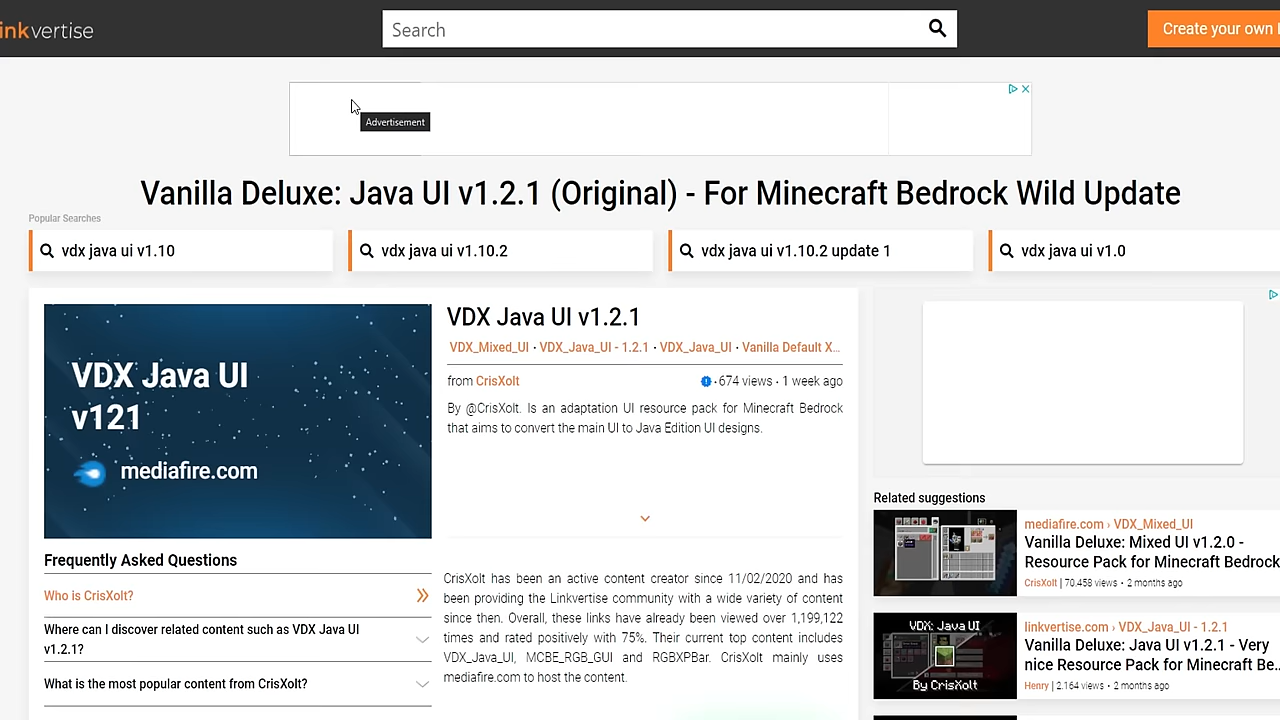 inkvertise
Search
Create your own
Advertisement
Vanilla Deluxe: Java UI v1.2.1 (Original) - For Minecraft Bedrock Wild Update
Popular Searches
vdx java ui v1.10
vdx java ui v1.10.2
vdx java ui v1.10.2 update 1
vdx java ui v1.0
VDX Java UI
v121
mediafire.com
VDX Java UI v1.2.1
VDX_Mixed_UI · VDX_Java_UI - 1.2.1 · VDX_Java_UI · Vanilla Default X...
from CrisXolt
· 674 views · 1 week ago
By @CrisXolt. Is an adaptation UI resource pack for Minecraft Bedrock
that aims to convert the main UI to Java Edition UI designs.
Frequently Asked Questions
Who is CrisXolt?
Where can I discover related content such as VDX Java UI
v1.2.1?
What is the most popular content from CrisXolt?
CrisXolt has been an active content creator since 11/02/2020 and has
been providing the Linkvertise community with a wide variety of content
since then. Overall, these links have already been viewed over 1,199,122
times and rated positively with 75%. Their current top content includes
VDX_Java_UI, MCBE_RGB_GUI and RGBXPBar. CrisXolt mainly uses
mediafire.com to host the content.
Related suggestions
mediafire.com › VDX_Mixed_UI
Vanilla Deluxe: Mixed UI v1.2.0 -
Resource Pack for Minecraft Bedrock
CrisXolt | 70.458 views • 2 months ago
VDX: Java UI
By CrisXolt
linkvertise.com › VDX_Java_UI - 1.2.1
Vanilla Deluxe: Java UI v1.2.1 - Very
nice Resource Pack for Minecraft Be...
Henry | 2.164 views • 2 months ago